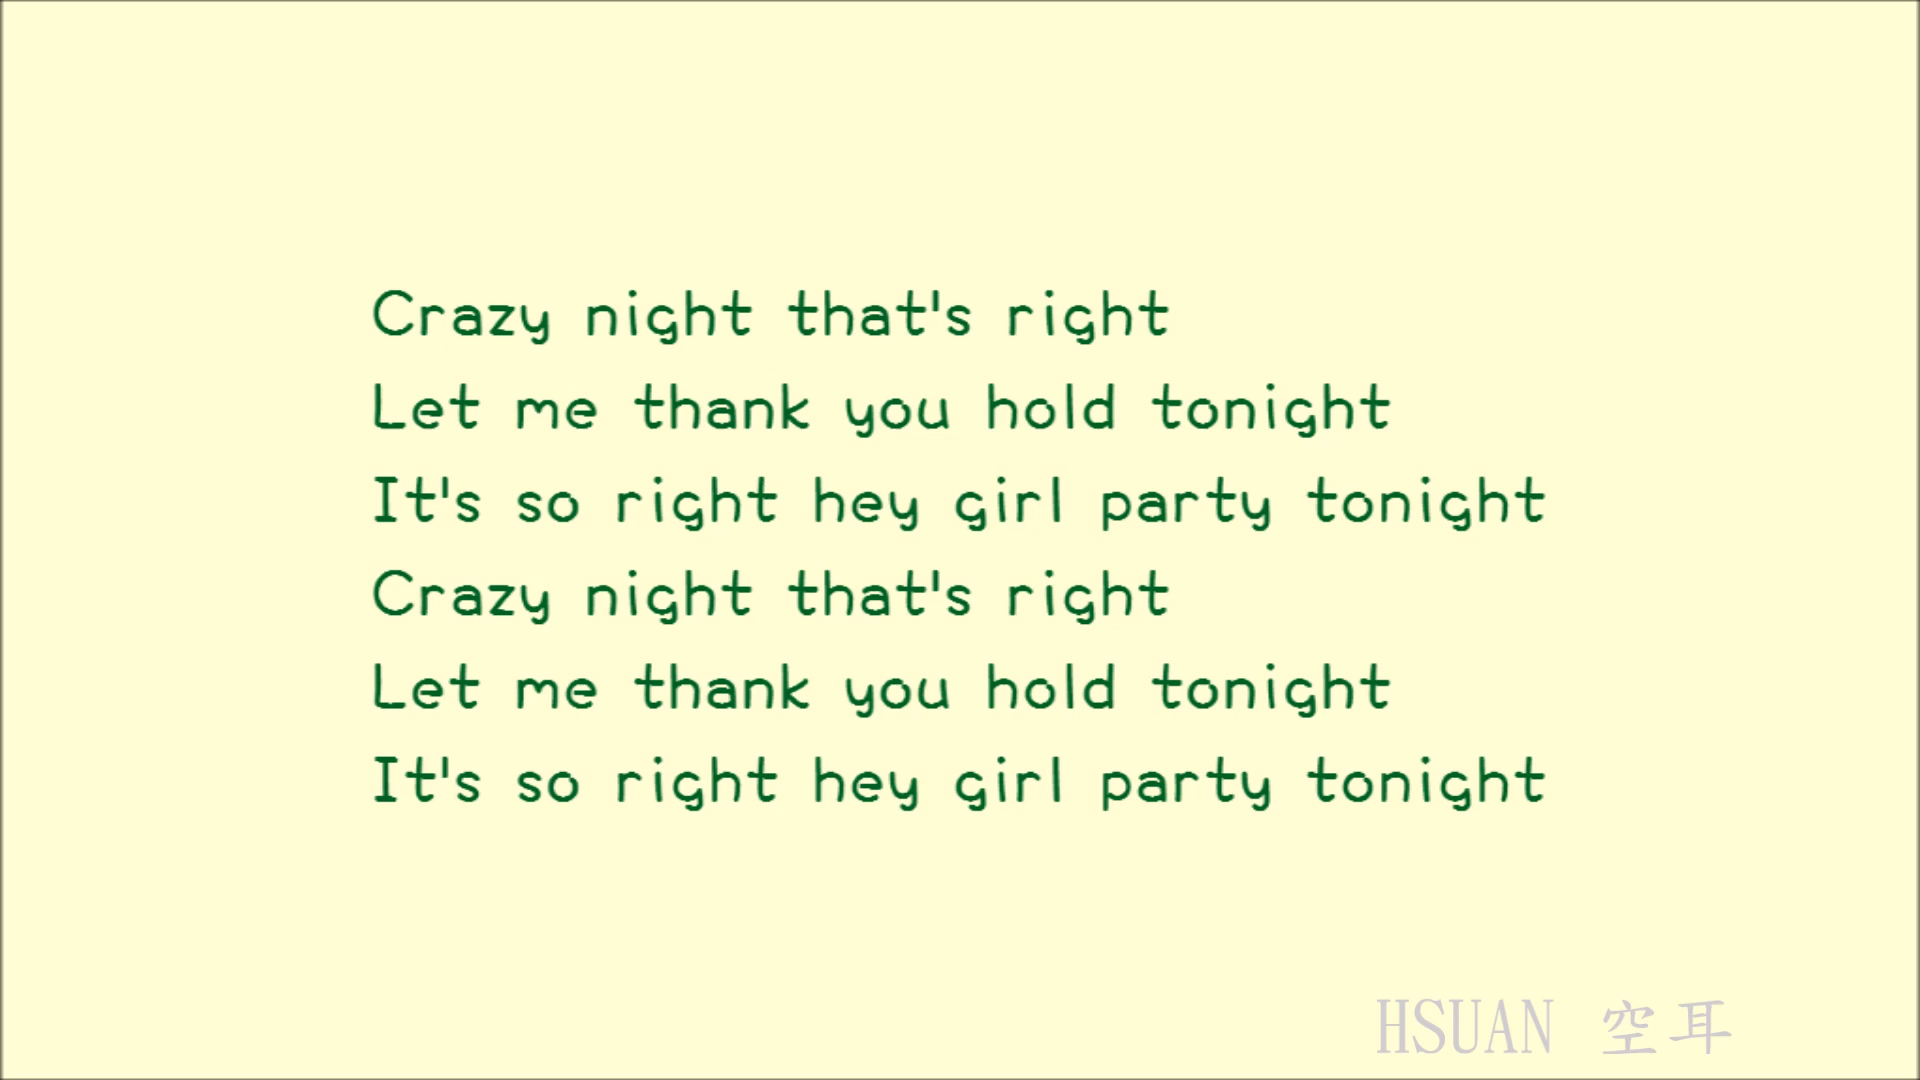 Crazy night that's right
Let me thank you hold tonight
It's so right hey girl party tonight
Crazy night that's right
Let me thank you hold tonight
It's so right hey girl party tonight
HSUAN 空耳